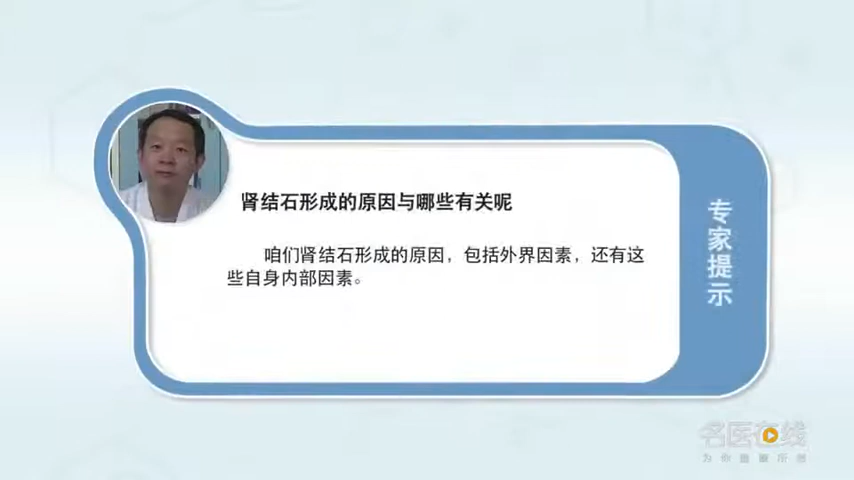 肾结石形成的原因与哪些有关呢
咱们肾结石形成的原因，包括外界因素，还有这
些自身内部因素。
专家提示
名医在线